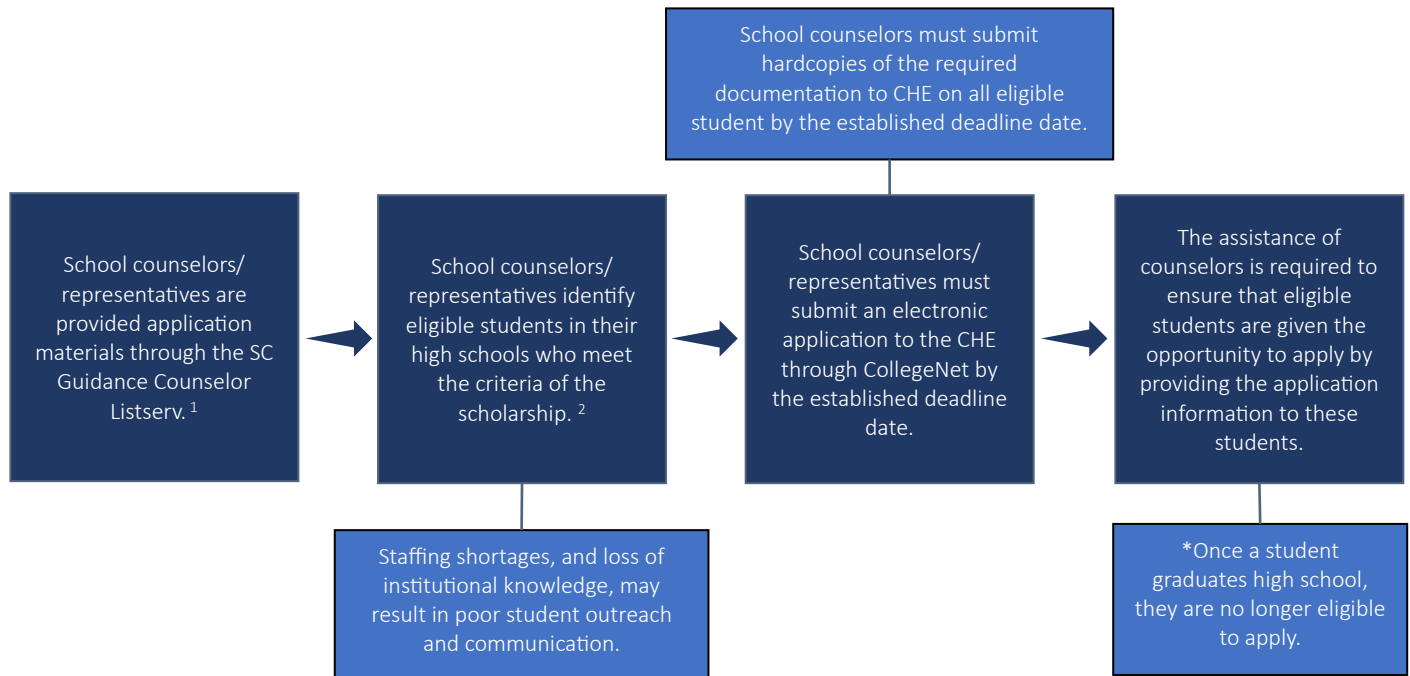 School counselors must submit
hardcopies of the required
documentation to CHE on all eligible
student by the established deadline date.
School counselors/
representatives are
provided application
materials through the SC
Guidance Counselor
Listserv. 1
School counselors/
representatives identify
eligible students in their
high schools who meet
the criteria of the
scholarship. 2
School counselors/
representatives must
submit an electronic
application to the CHE
through CollegeNet by
the established deadline
date.
The assistance of
counselors is required to
ensure that eligible
students are given the
opportunity to apply by
providing the application
information to these
students.
Staffing shortages, and loss of
institutional knowledge, may
result in poor student outreach
and communication.
*Once a student
graduates high school,
they are no longer eligible
to apply.